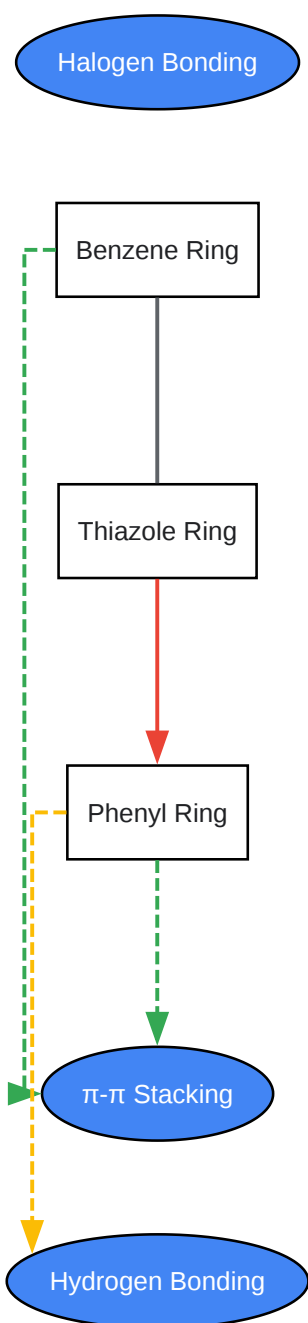 Halogen Bonding
Benzene Ring
Thiazole Ring
Phenyl Ring
π-π Stacking
Hydrogen Bonding